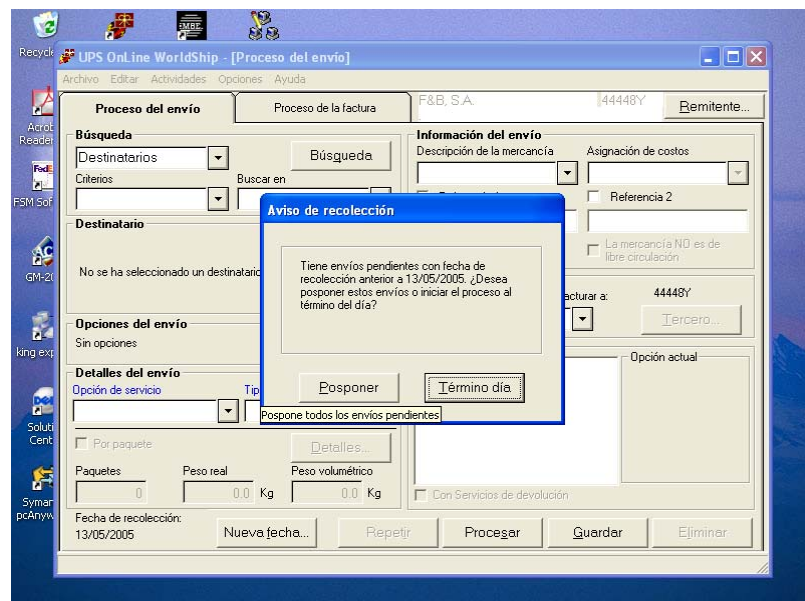 Recycle
UPS OnLine WorldShip - [Proceso del envío]
Archivo Editar Actividades Opciones Ayuda
Proceso del envío
Proceso de la factura
F&B, S.A.
44448Y
Remitente...
Acrob
Reader
FSM Sof
GM-20
king exp
Soluti
Cent
Symar
pcAnyw
Búsqueda
Destinatarios
Búsqueda
Criterios
Buscar en
Información del envío
Descripción de la mercancía
Asignación de costos
Referencia 2
La mercancía NO es de
libre circulación
Destinatario
No se ha seleccionado un destinatario
Aviso de recolección
Tiene envíos pendientes con fecha de
recolección anterior a 13/05/2005. ¿Desea
posponer estos envíos o iniciar el proceso al
término del día?
Posponer
Término día
Pospone todos los envíos pendientes
acturar a:
44448Y
Tercero...
Opciones del envío
Sin opciones
Detalles del envío
Opción de servicio
Tip
Opción actual
Por paquete
Detalles...
Paquetes
Peso real
Peso volumétrico
0
0.0 Kg
0.0 Kg
Con Servicios de devolución
Fecha de recolección:
13/05/2005
Nueva fecha...
Repetir
Procesar
Guardar
Eliminar